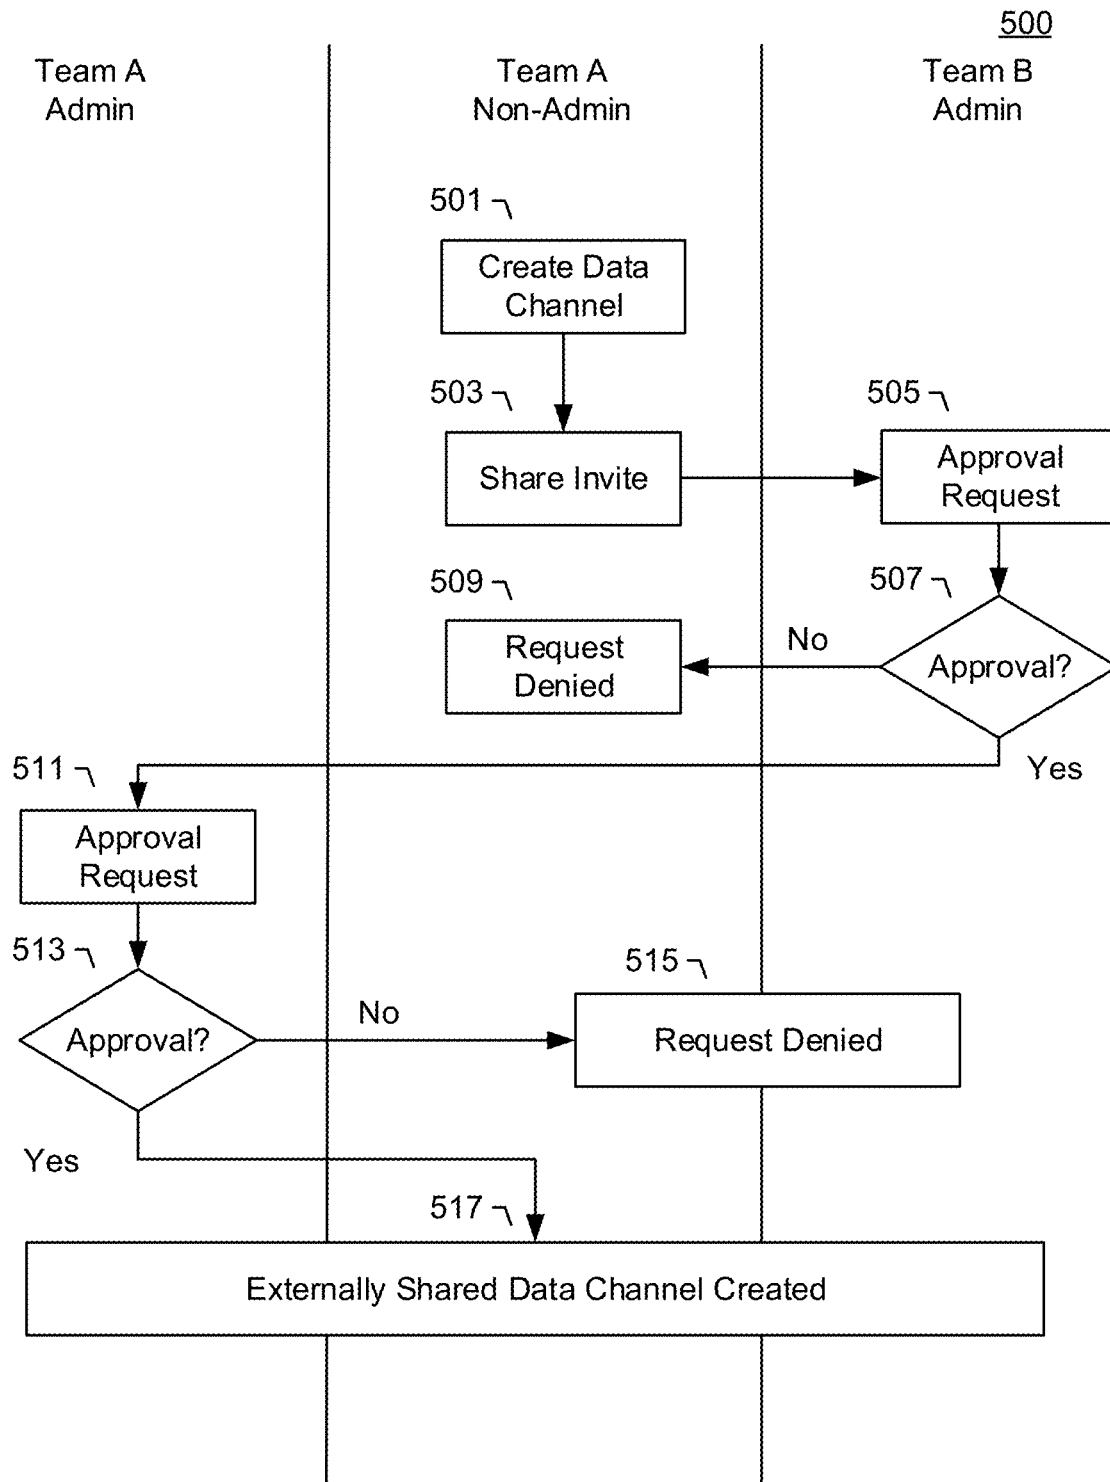 500
Team A
Admin
Team A
Non-Admin
Team B
Admin
501
Create Data
Channel
503
Share Invite
505
Approval
Request
507
Approval?
No
Yes
509
Request
Denied
511
Approval
Request
513
Approval?
No
Yes
515
Request Denied
517
Externally Shared Data Channel Created